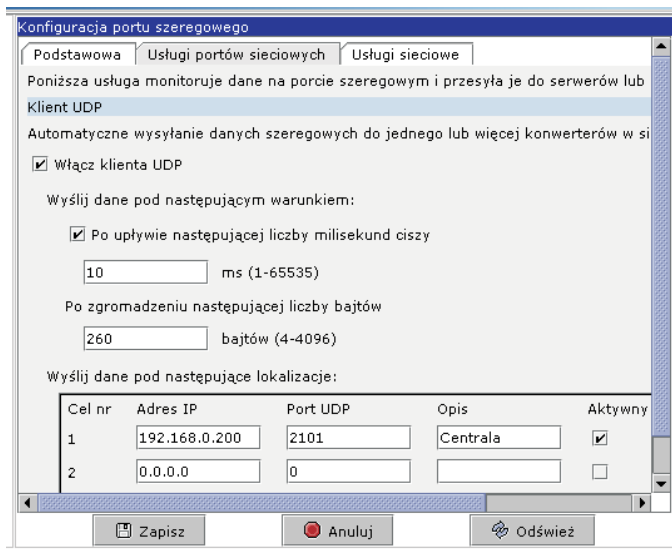 Konfiguracja portu szeregowego
Podstawowa Usługi portów sieciowych Usługi sieciowe
Poniższa usługa monitoruje dane na porcie szeregowym i przesyła je do serwerów lub
Klient UDP
Automatyczne wysyłanie danych szeregowych do jednego lub więcej konwerterów w si
Włącz klienta UDP
Wyślij dane pod następującym warunkiem:
Po upływie następującej liczby milisekund ciszy
10 ms (1-65535)
Po zgromadzeniu następującej liczby bajtów
260 bajtów (4-4096)
Wyślij dane pod następujące lokalizacje:
Cel nr Adres IP Port UDP Opis Aktywny
1 192.168.0.200 2101 Centrala
2 0.0.0.0 0
Zapisz Anuluj Odśwież